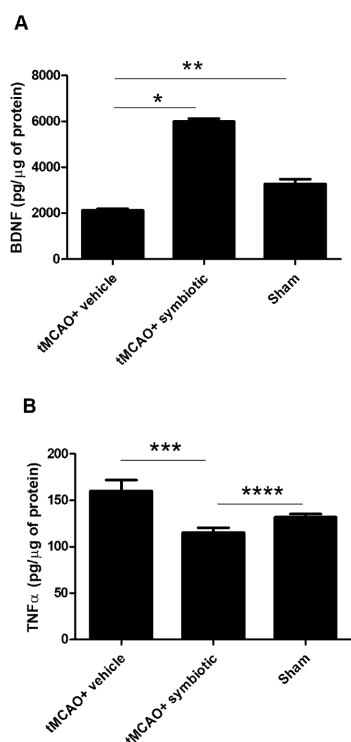 A
**
*
8000
6000
4000
2000
0
BDNF (pg/µg of protein)
tMCAO+ vehicle
tMCAO+ symbiotic
Sham
B
***
****
200
150
100
50
0
TNFα (pg/µg of protein)
tMCAO+ vehicle
tMCAO+ symbiotic
Sham